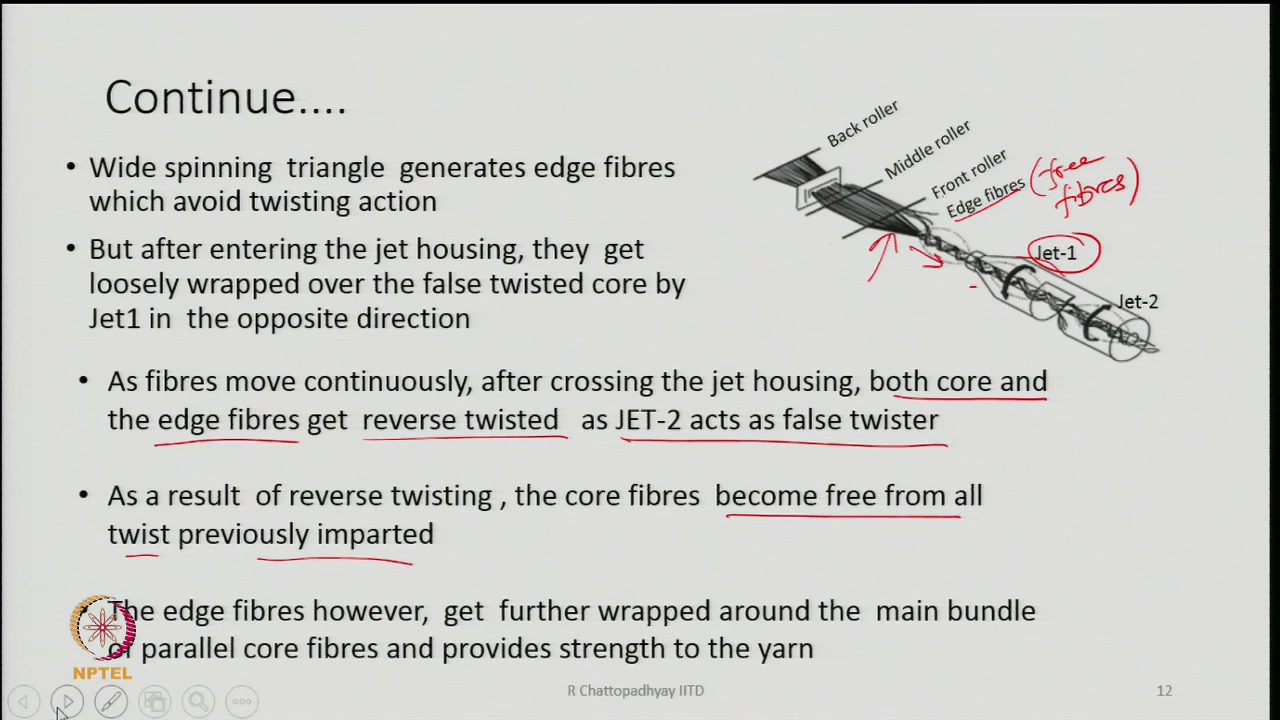 Continue....
• Wide spinning triangle generates edge fibres
which avoid twisting action
• But after entering the jet housing, they get
loosely wrapped over the false twisted core by
Jet1 in the opposite direction
• As fibres move continuously, after crossing the jet housing, both core and
the edge fibres get reverse twisted as JET-2 acts as false twister
• As a result of reverse twisting , the core fibres become free from all
twist previously imparted
The edge fibres however, get further wrapped around the main bundle
of parallel core fibres and provides strength to the yarn
Back roller
Middle roller
Front roller
Edge fibres
(free
fibres)
Jet-1
Jet-2
NPTEL
R Chattopadhyay IITD
12